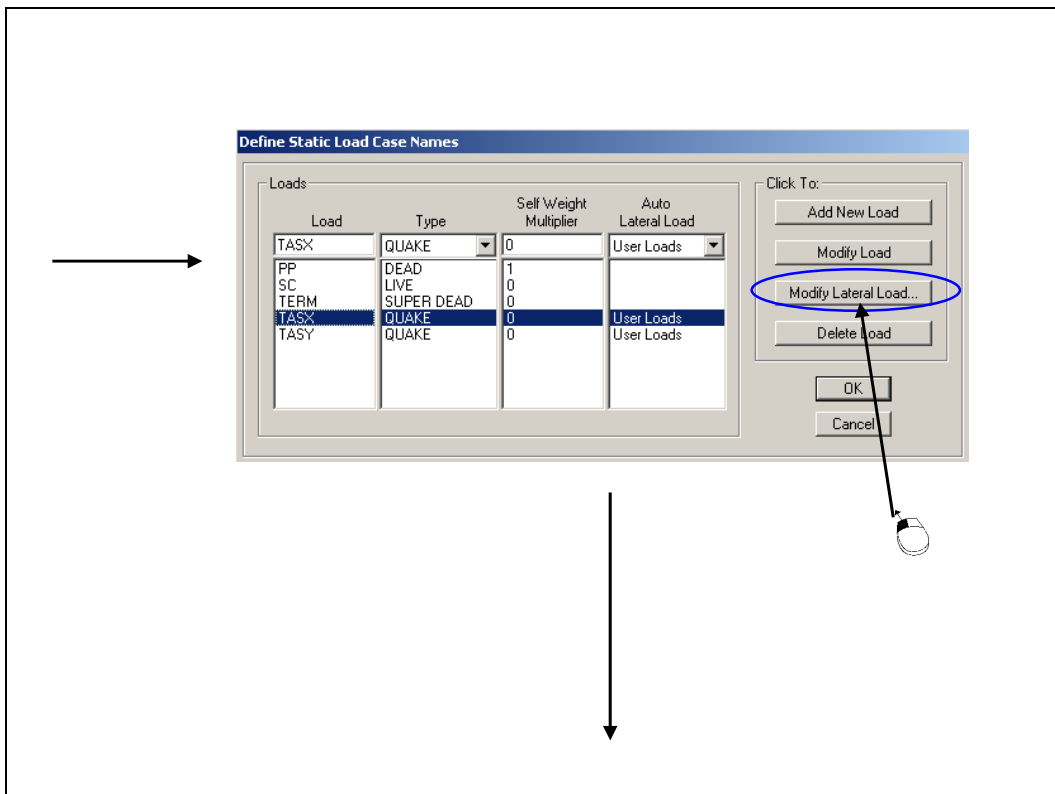 Define Static Load Case Names
Loads
Load Type Self Weight Multiplier Auto Lateral Load
TASX QUAKE 0 User Loads
PP DEAD 1
SC LIVE 0
TERM SUPER DEAD 0
TASX QUAKE 0 User Loads
TASY QUAKE 0 User Loads
Click To:
Add New Load
Modify Load
Modify Lateral Load...
Delete Load
OK
Cancel